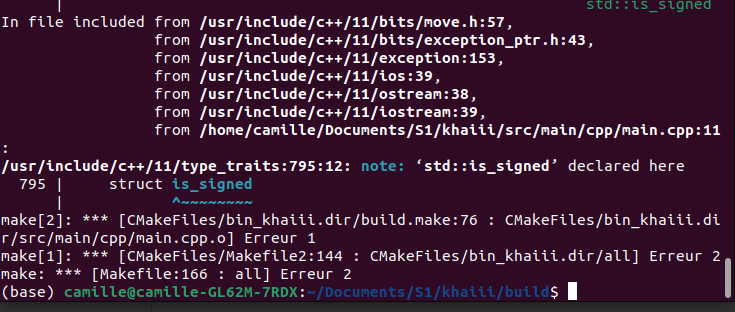 |                                                                 std::is_signed
In file included from /usr/include/c++/11/bits/move.h:57,
                 from /usr/include/c++/11/bits/exception_ptr.h:43,
                 from /usr/include/c++/11/exception:153,
                 from /usr/include/c++/11/ios:39,
                 from /usr/include/c++/11/ostream:38,
                 from /usr/include/c++/11/iostream:39,
                 from /home/camille/Documents/S1/khaiii/src/main/cpp/main.cpp:11
:
/usr/include/c++/11/type_traits:795:12: note: ‘std::is_signed’ declared here
  795 |     struct is_signed
      |            ^~~~~~~~~
make[2]: *** [CMakeFiles/bin_khaiii.dir/build.make:76 : CMakeFiles/bin_khaiii.di
r/src/main/cpp/main.cpp.o] Erreur 1
make[1]: *** [CMakeFiles/Makefile2:144 : CMakeFiles/bin_khaiii.dir/all] Erreur 2
make: *** [Makefile:166 : all] Erreur 2
(base) camille@camille-GL62M-7RDX:~/Documents/S1/khaiii/build$